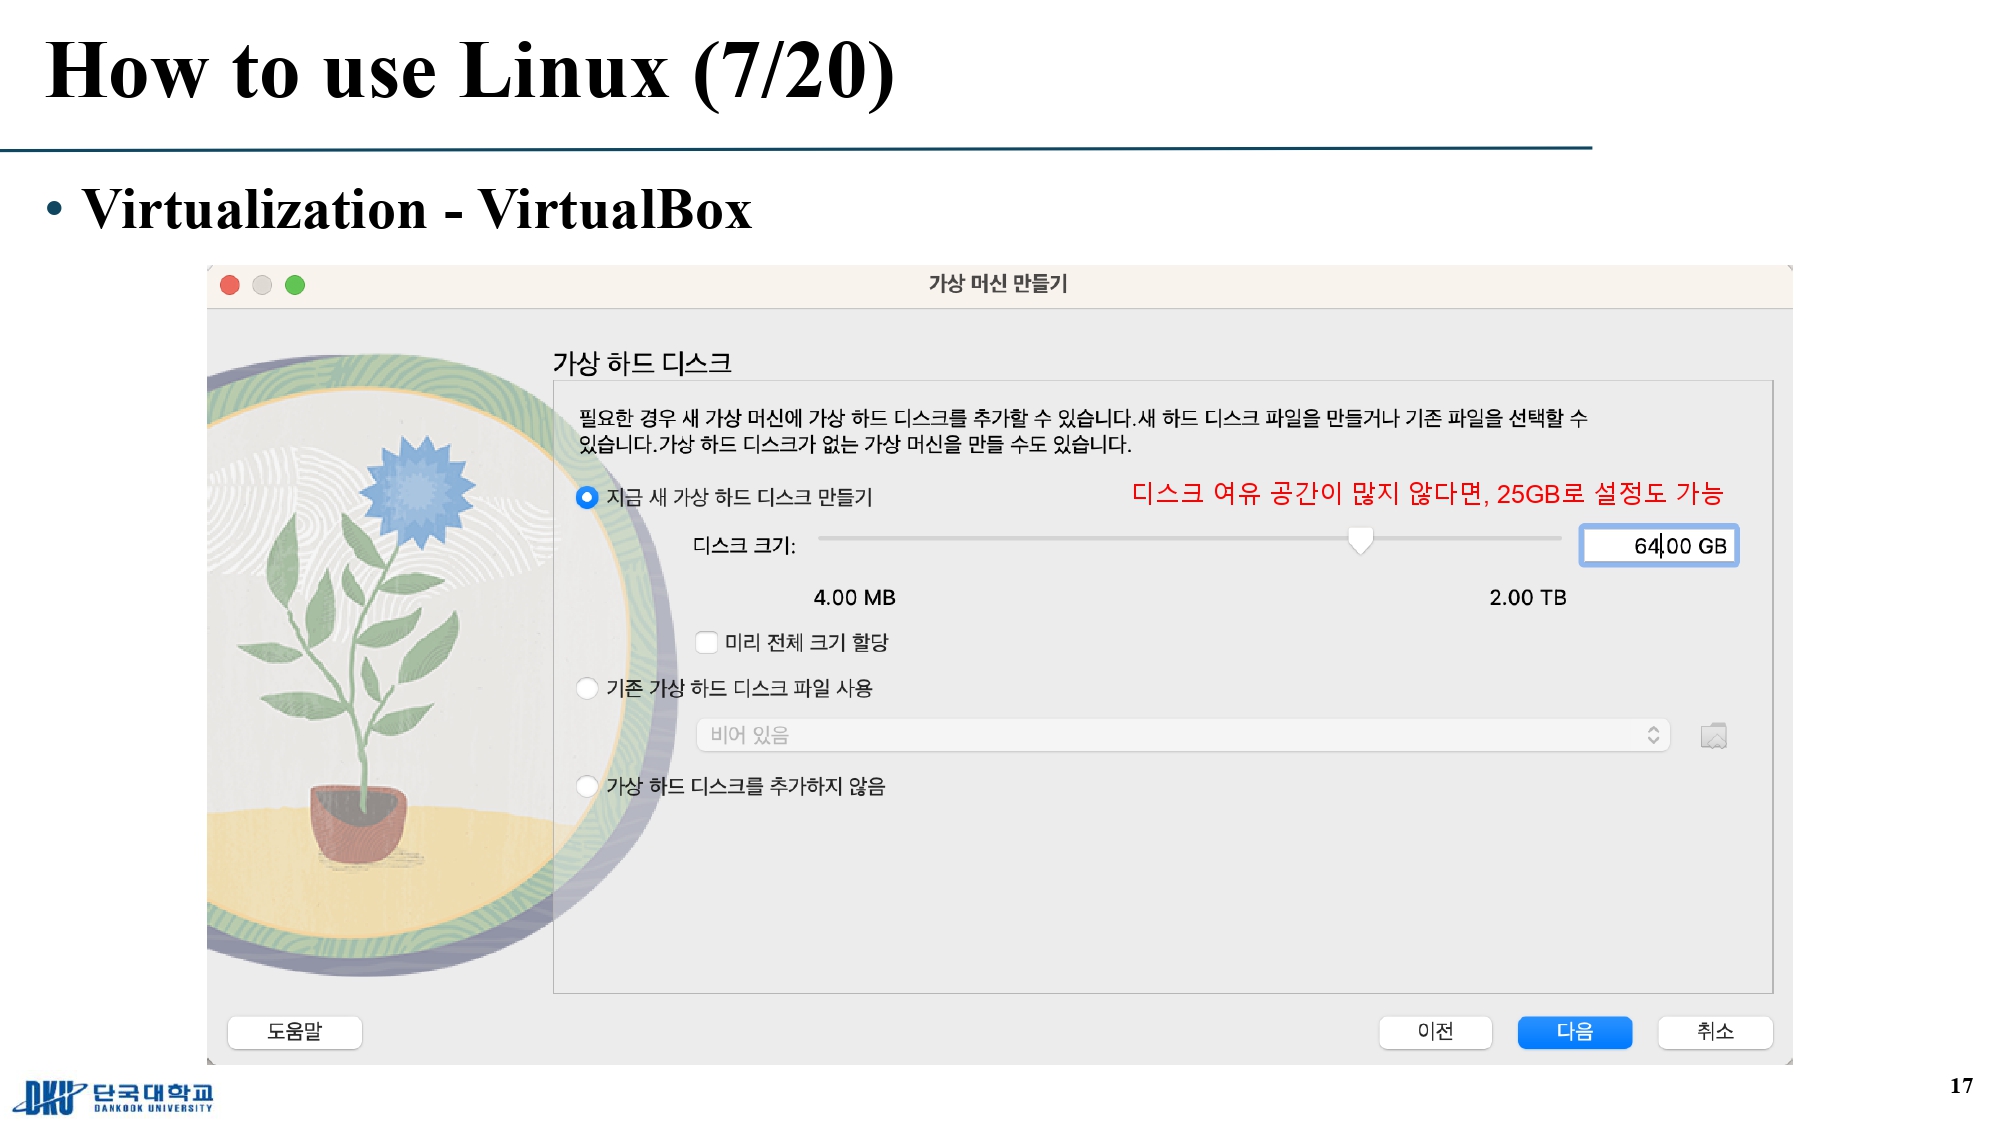 How to use Linux (7/20)
• Virtualization - VirtualBox
가상 머신 만들기
가상 하드 디스크
필요한 경우 새 가상 머신에 가상 하드 디스크를 추가할 수 있습니다.새 하드 디스크 파일을 만들거나 기존 파일을 선택할 수
있습니다.가상 하드 디스크가 없는 가상 머신을 만들 수도 있습니다.
지금 새 가상 하드 디스크 만들기
디스크 여유 공간이 많지 않다면, 25GB로 설정도 가능
디스크 크기:
64.00 GB
4.00 MB
2.00 TB
미리 전체 크기 할당
기존 가상 하드 디스크 파일 사용
비어 있음
가상 하드 디스크를 추가하지 않음
도움말
이전
다음
취소
DKU 단국대학교
DANKOOK UNIVERSITY
17